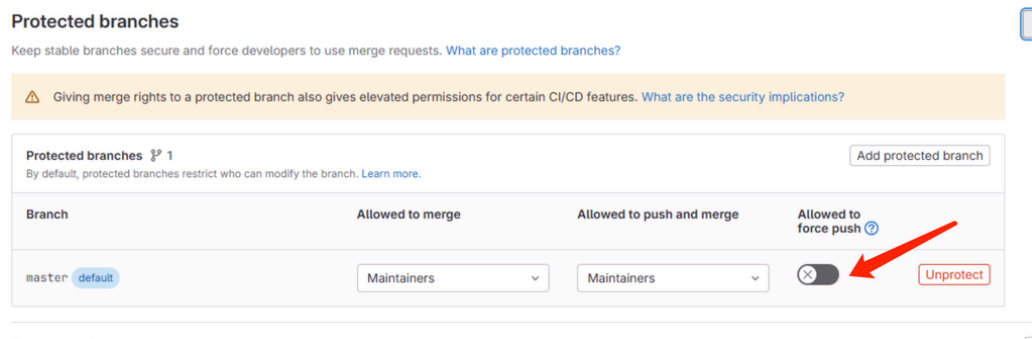 Protected branches
Keep stable branches secure and force developers to use merge requests. What are protected branches?
Giving merge rights to a protected branch also gives elevated permissions for certain CI/CD features. What are the security implications?
Protected branches 1
Add protected branch
By default, protected branches restrict who can modify the branch. Learn more.
Branch
Allowed to merge
Allowed to push and merge
Allowed to
force push
master default
Maintainers
Maintainers
Unprotect